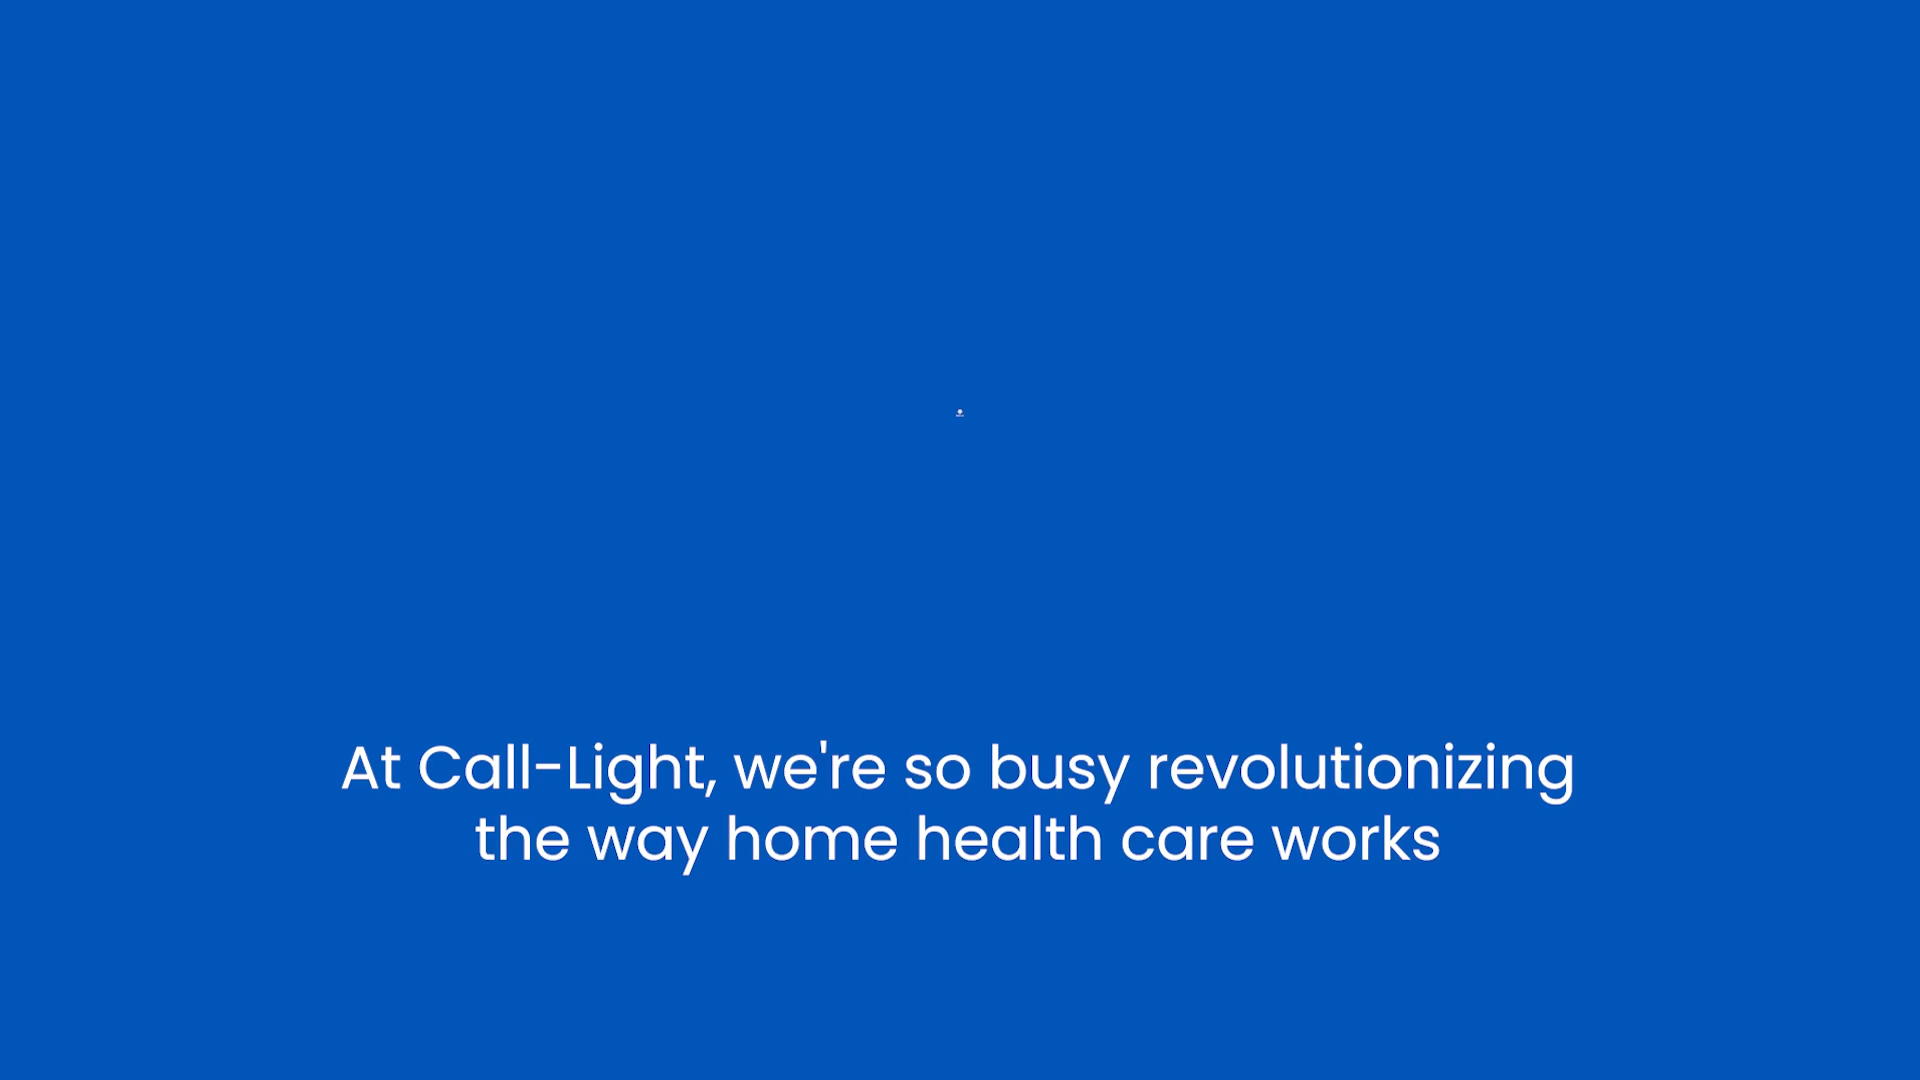 At Call-Light, we're so busy revolutionizing
the way home health care works